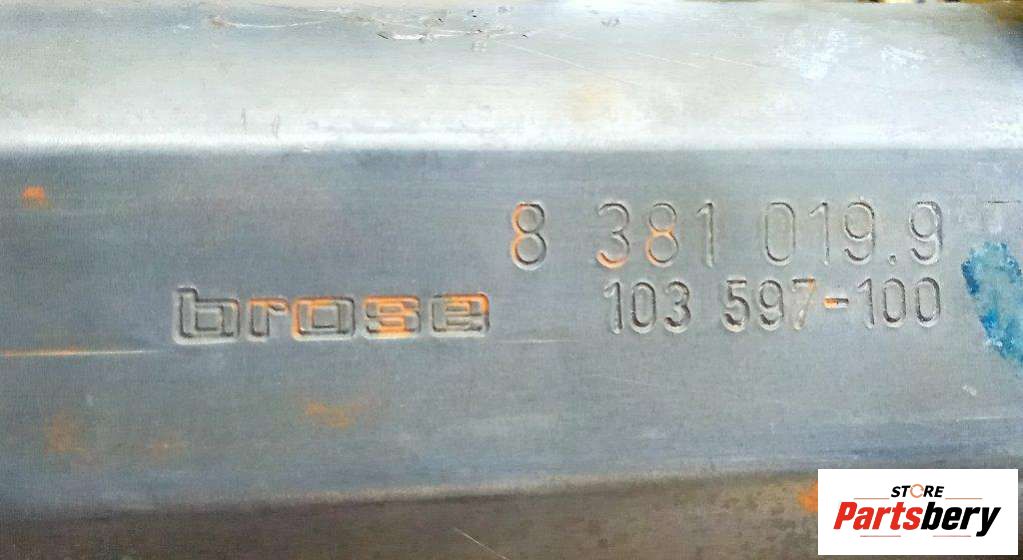 8 381 019.9
brose 103 597-100
STORE
Partsbery